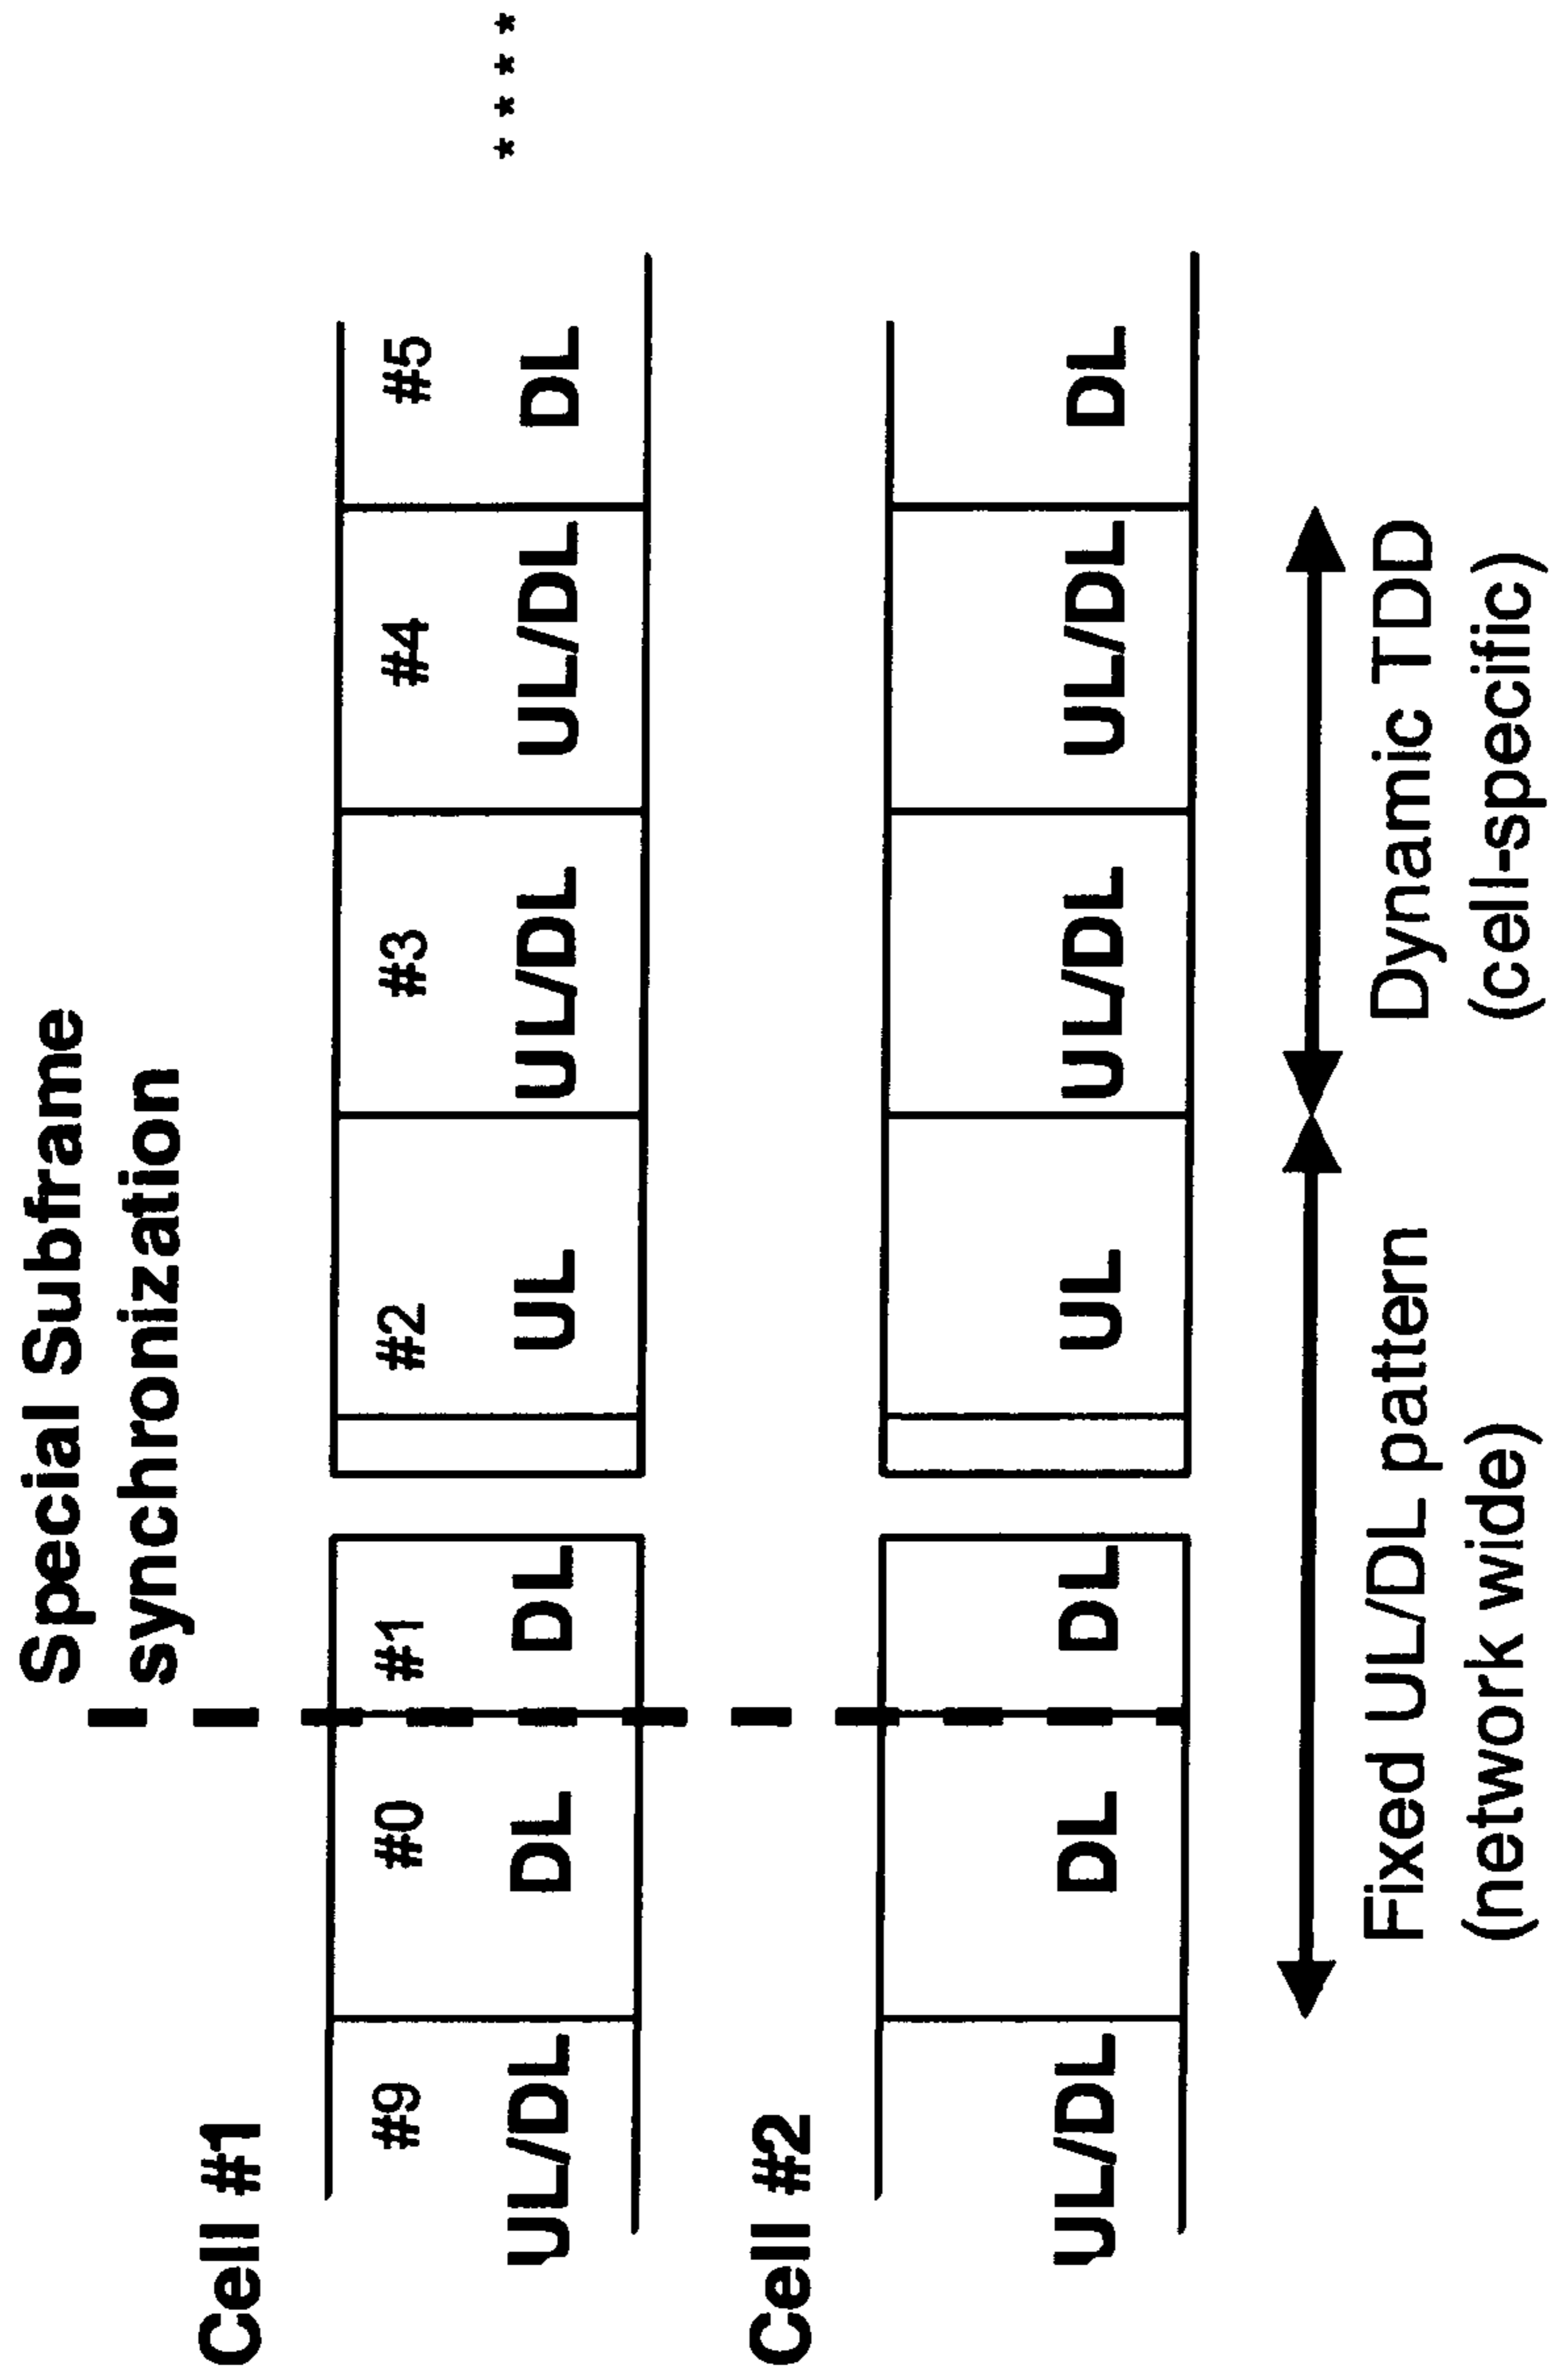 Special Subframe
synchronization
* * * *
Cell #1
#9 #0 #1 #2 #3 #4 #5
UL/DL DL DL UL UL/DL UL/DL DL
Cell #2
UL/DL DL DL UL UL/DL UL/DL DL
Fixed UL/DL pattern
(network wide)
Dynamic TDD
(cell-specific)